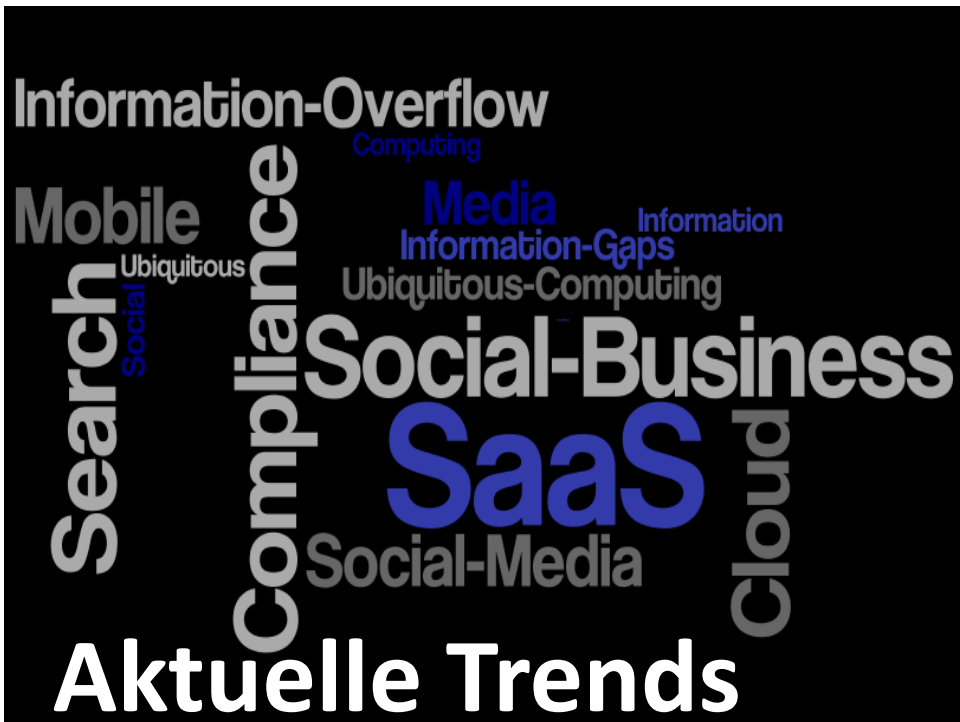 Information-Overflow
Computing
Compliance
Mobile
Media
Information
Information-Gaps
Ubiquitous
Search
Social
Ubiquitous-Computing
Social-Business
SaaS
Cloud
Social-Media
Aktuelle Trends